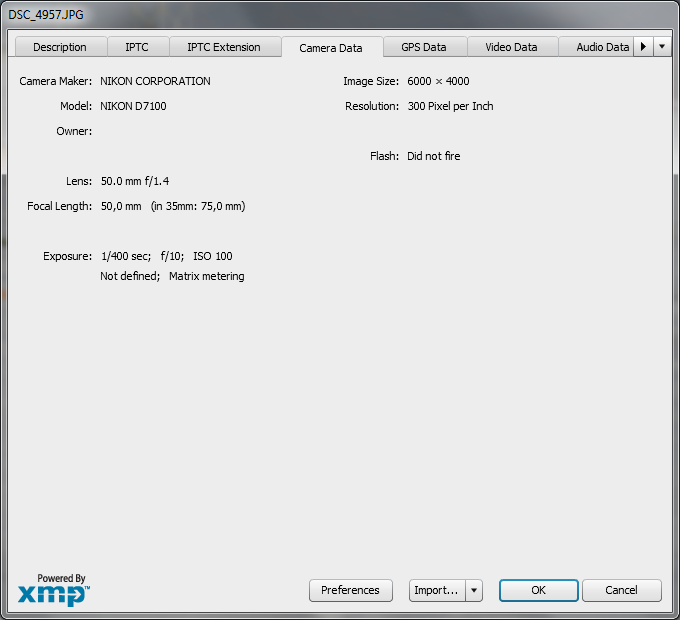 DSC_4957.JPG
Description IPTC IPTC Extension Camera Data GPS Data Video Data Audio Data
Camera Maker: NIKON CORPORATION Image Size: 6000 × 4000
Model: NIKON D7100 Resolution: 300 Pixel per Inch
Owner:
Flash: Did not fire
Lens: 50.0 mm f/1.4
Focal Length: 50,0 mm (in 35mm: 75,0 mm)
Exposure: 1/400 sec; f/10; ISO 100
Not defined; Matrix metering
Powered By
xmp™
Preferences Import... OK Cancel